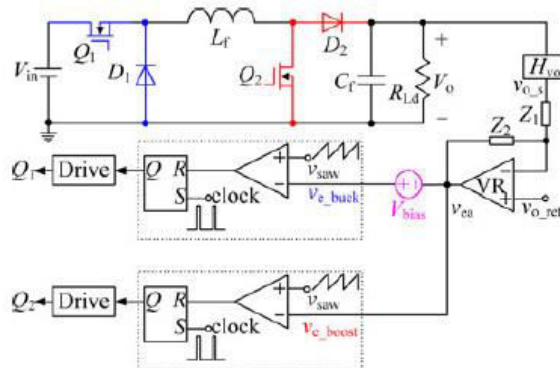 Q1 Lf D2
Vin D1 Q2 Cf RLd + Vo − Hvo
vo_s
Z1
Z2
Q1 Drive Q R + − vsaw
S clock ve_buck + − Vbias vea VR − + vo_ref
Q2 Drive Q R + − vsaw
S clock vc_boost